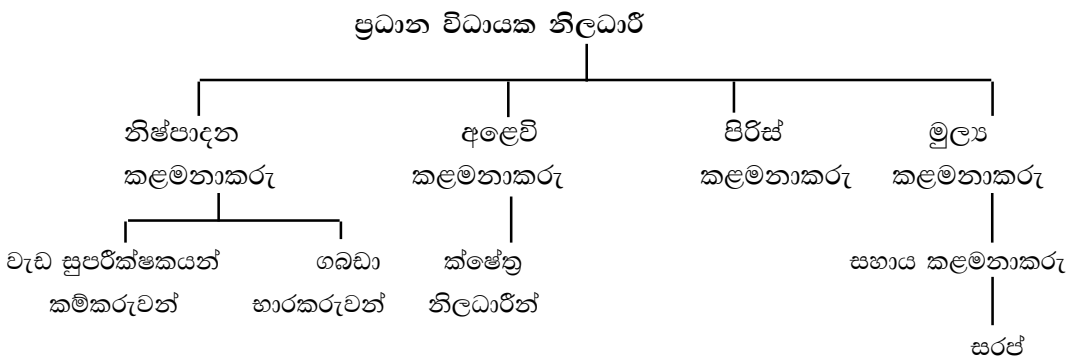 ප්‍රධාන විධායක නිලධාරී
නිෂ්පාදන අළෙවි පිරිස් මූල්‍ය
කළමනාකරු කළමනාකරු කළමනාකරු කළමනාකරු
වැඩ සුපරීක්ෂකයන් ගබඩා ක්ෂේත්‍ර සහාය කළමනාකරු
කම්කරුවන් භාරකරුවන් නිලධාරීන්
සරප්